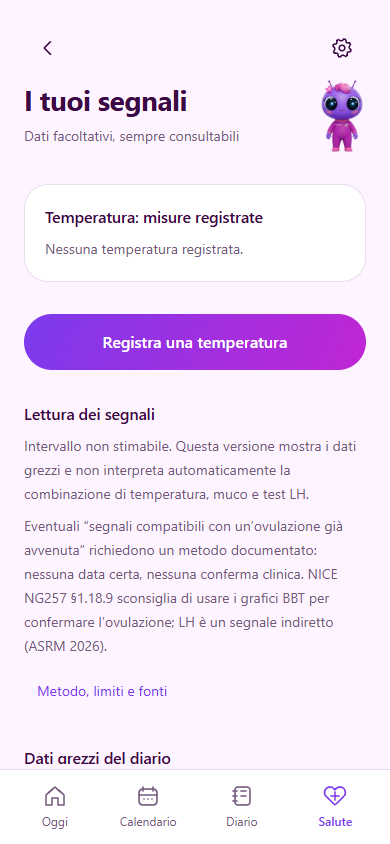 I tuoi segnali
Dati facoltativi, sempre consultabili
Temperatura: misure registrate
Nessuna temperatura registrata.
Registra una temperatura
Lettura dei segnali
Intervallo non stimabile. Questa versione mostra i dati
grezzi e non interpreta automaticamente la
combinazione di temperatura, muco e test LH.
Eventuali “segnali compatibili con un’ovulazione già
avvenuta” richiedono un metodo documentato:
nessuna data certa, nessuna conferma clinica. NICE
NG257 §1.18.9 sconsiglia di usare i grafici BBT per
confermare l’ovulazione; LH è un segnale indiretto
(ASRM 2026).
Metodo, limiti e fonti
Dati grezzi del diario
Oggi
Calendario
Diario
Salute